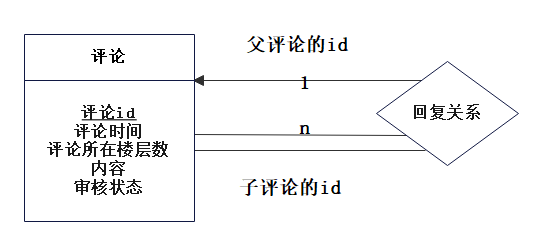 评论
父评论的id
1
回复关系
评论id
评论时间
评论所在楼层数
内容
审核状态
n
子评论的id